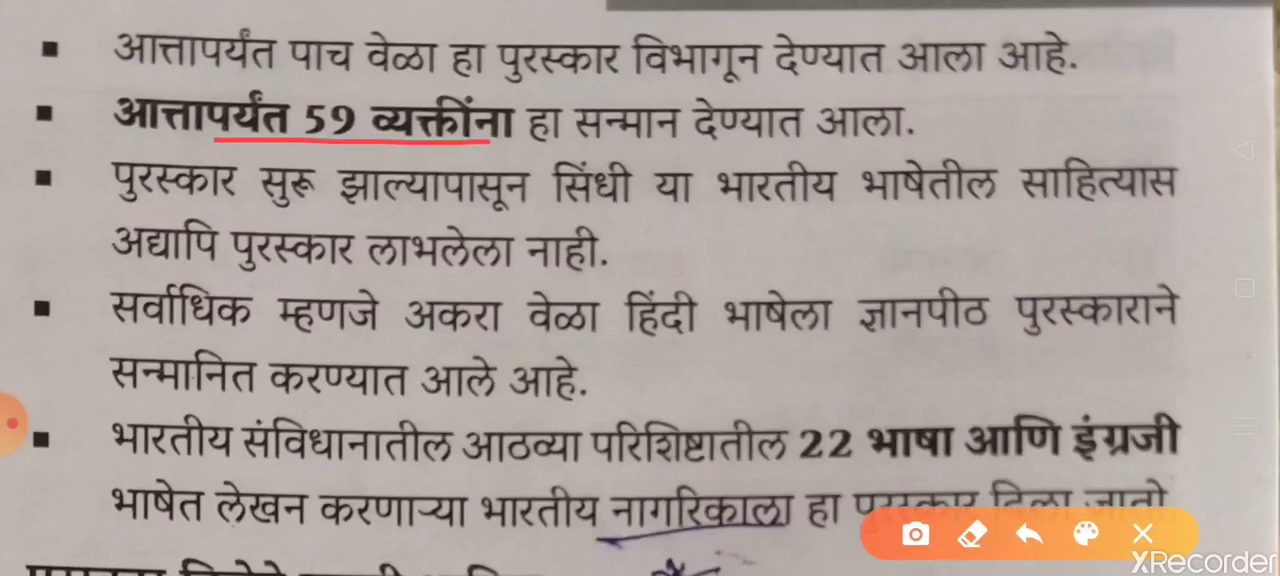 ▪ आत्तापर्यंत पाच वेळा हा पुरस्कार विभागून देण्यात आला आहे.
▪ आत्तापर्यंत 59 व्यक्तींना हा सन्मान देण्यात आला.
▪ पुरस्कार सुरू झाल्यापासून सिंधी या भारतीय भाषेतील साहित्यास
अद्यापि पुरस्कार लाभलेला नाही.
▪ सर्वाधिक म्हणजे अकरा वेळा हिंदी भाषेला ज्ञानपीठ पुरस्काराने
सन्मानित करण्यात आले आहे.
▪ भारतीय संविधानातील आठव्या परिशिष्टातील 22 भाषा आणि इंग्रजी
भाषेत लेखन करणाऱ्या भारतीय नागरिकाला हा पुरस्कार दिला जातो.
XRecorder